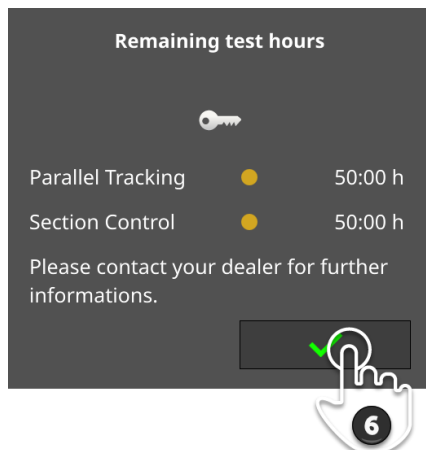 Remaining test hours
Parallel Tracking 50:00 h
Section Control 50:00 h
Please contact your dealer for further
informations.
6